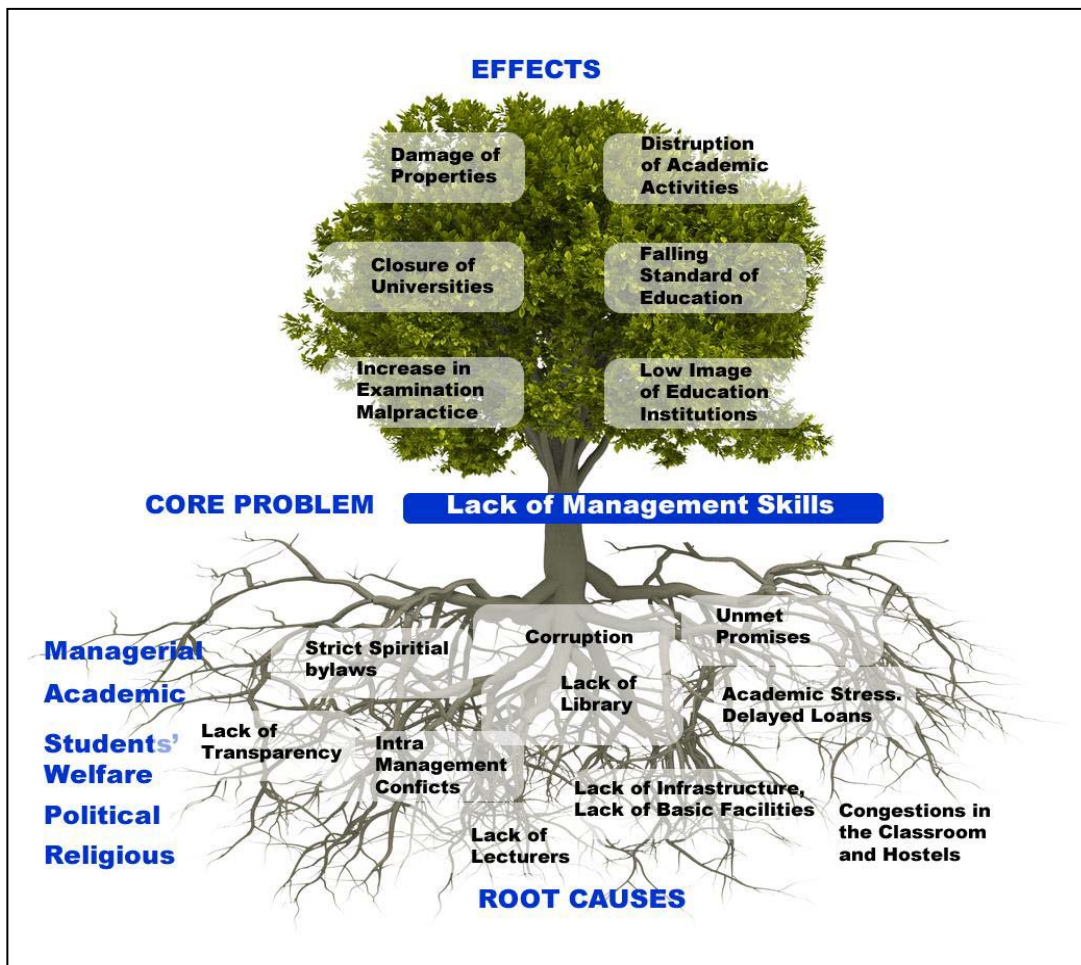 EFFECTS
Damage of
Properties
Distruption
of Academic
Activities
Closure of
Universities
Falling
Standard of
Education
Increase in
Examination
Malpractice
Low Image
of Education
Institutions
CORE PROBLEM
Lack of Management Skills
Managerial
Academic
Students’
Welfare
Political
Religious
Strict Spiritial
bylaws
Corruption
Unmet
Promises
Lack of
Library
Academic Stress.
Delayed Loans
Lack of
Transparency
Intra
Management
Conficts
Lack of Infrastructure,
Lack of Basic Facilities
Lack of
Lecturers
Congestions in
the Classroom
and Hostels
ROOT CAUSES